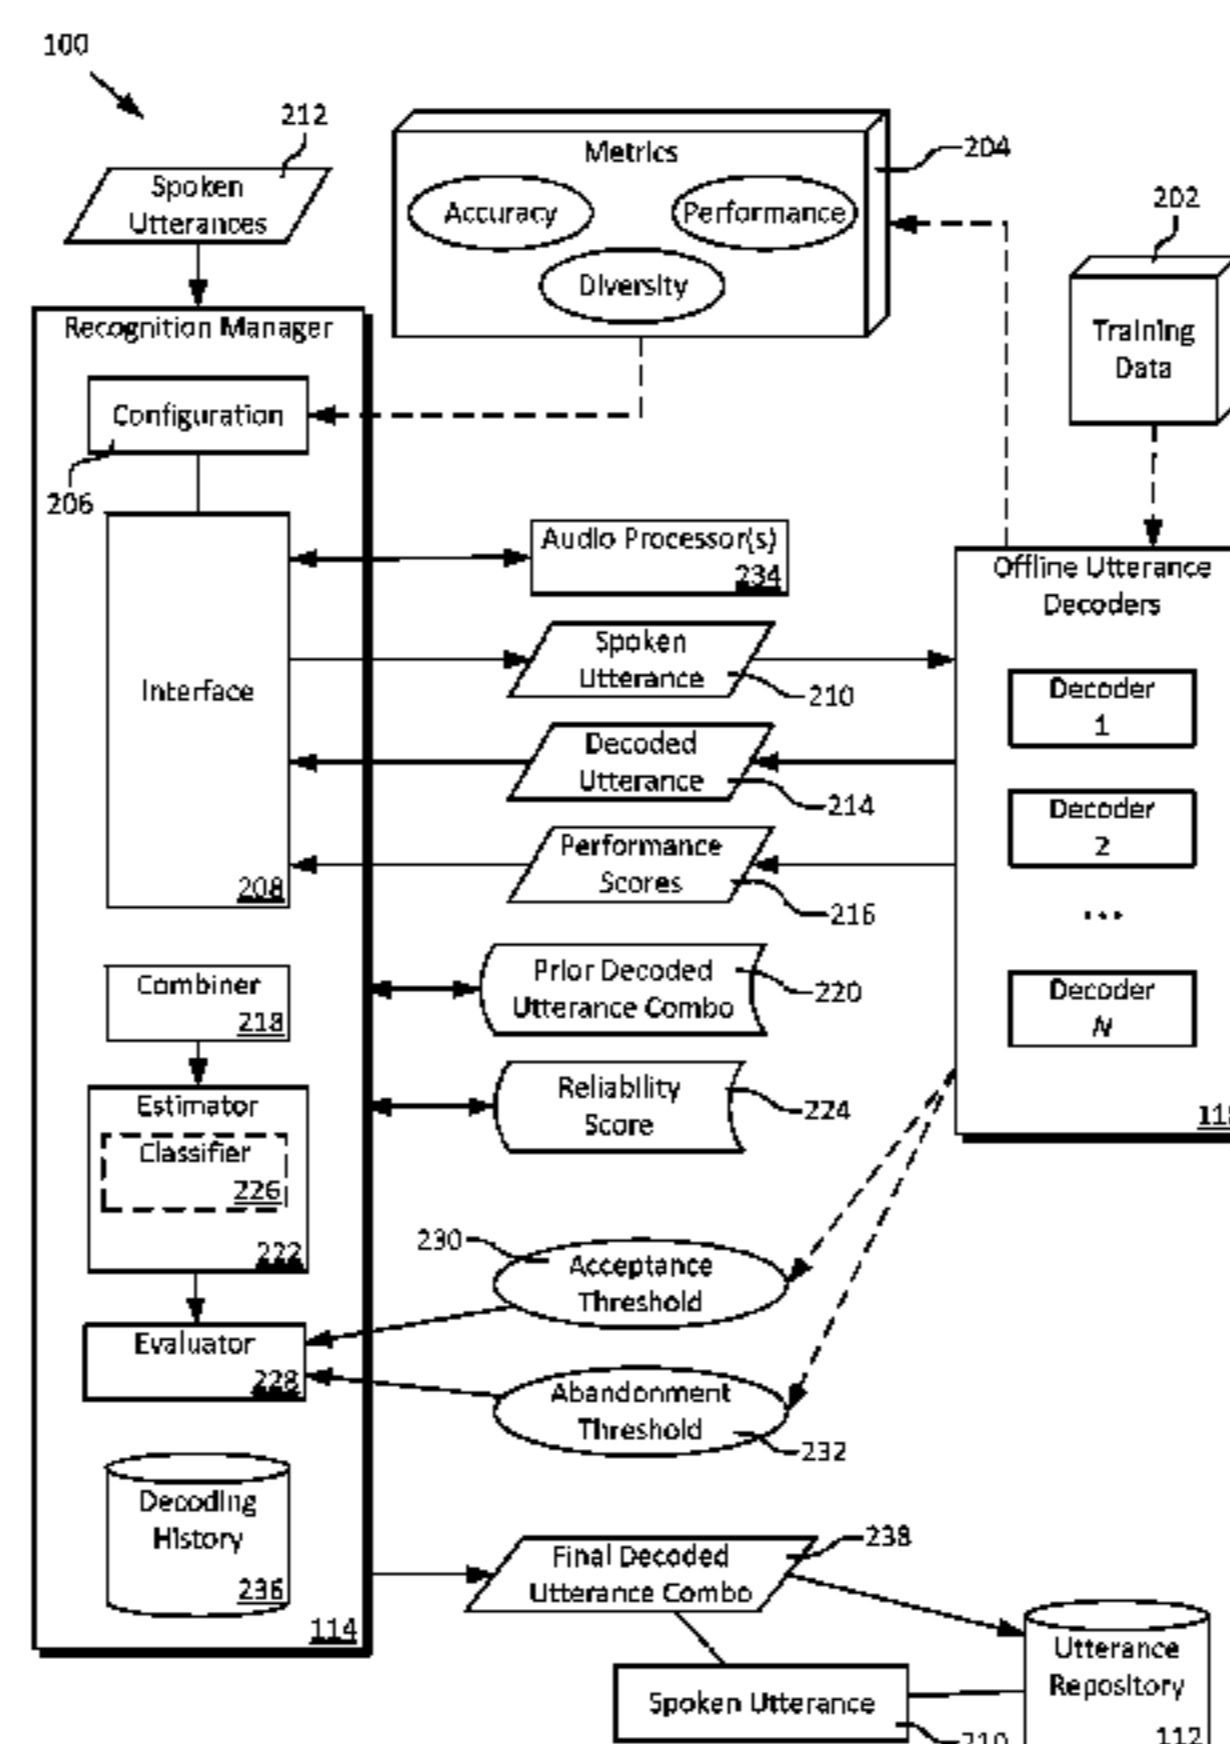 100
212
Spoken
Utterances
Metrics
Accuracy
Performance
Diversity
204
202
Training
Data
Recognition Manager
Configuration
206
Interface
208
Audio Processor(s)
234
Spoken
Utterance
210
Decoded
Utterance
214
Performance
Scores
216
Offline Utterance
Decoders
Decoder
1
Decoder
2
...
Decoder
N
Combiner
218
Prior Decoded
Utterance Combo
220
Estimator
Classifier
226
222
Reliability
Score
224
230
Acceptance
Threshold
Evaluator
228
Abandonment
Threshold
232
Decoding
History
236
114
Final Decoded
Utterance Combo
238
Utterance
Repository
112
Spoken Utterance
210